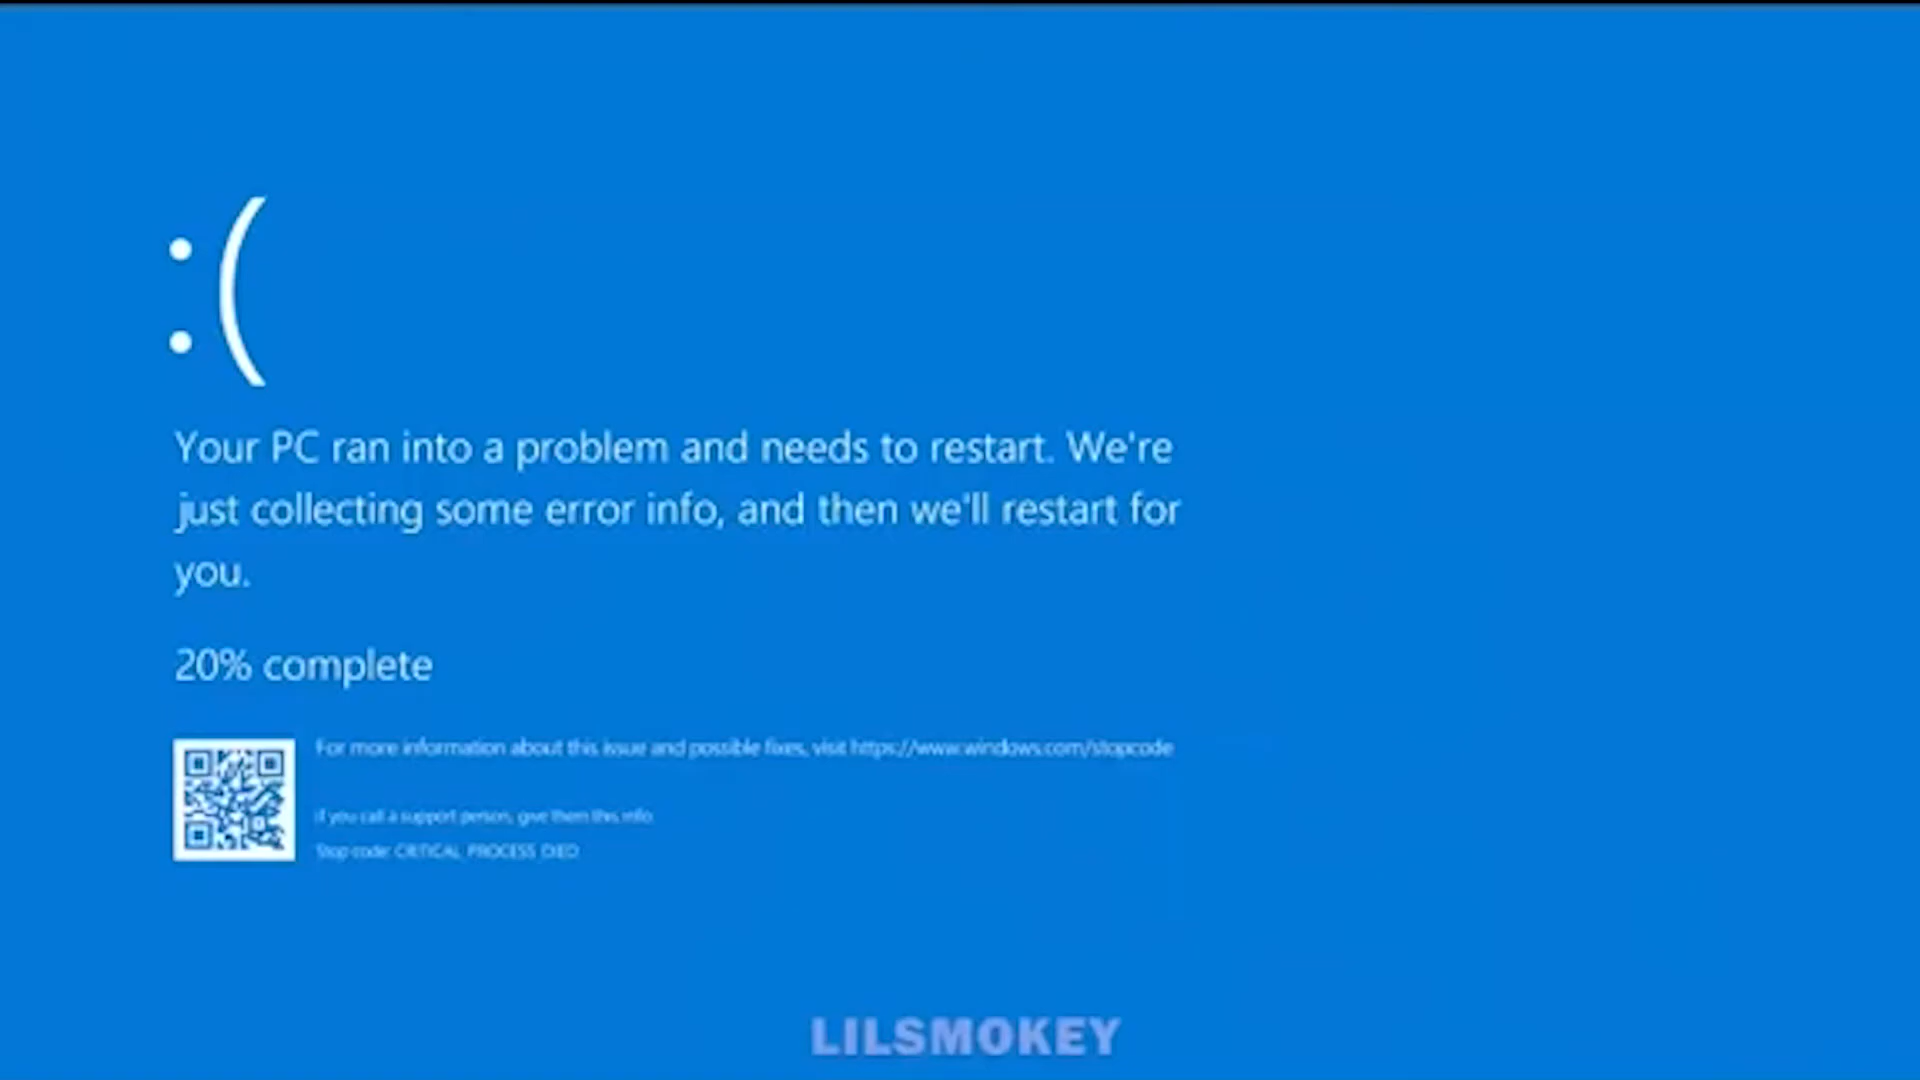 :(
Your PC ran into a problem and needs to restart. We're
just collecting some error info, and then we'll restart for
you.
20% complete
For more information about this issue and possible fixes, visit https://www.windows.com/stopcode
If you call a support person, give them this info:
Stop code: CRITICAL_PROCESS_DIED
LILSMOKEY